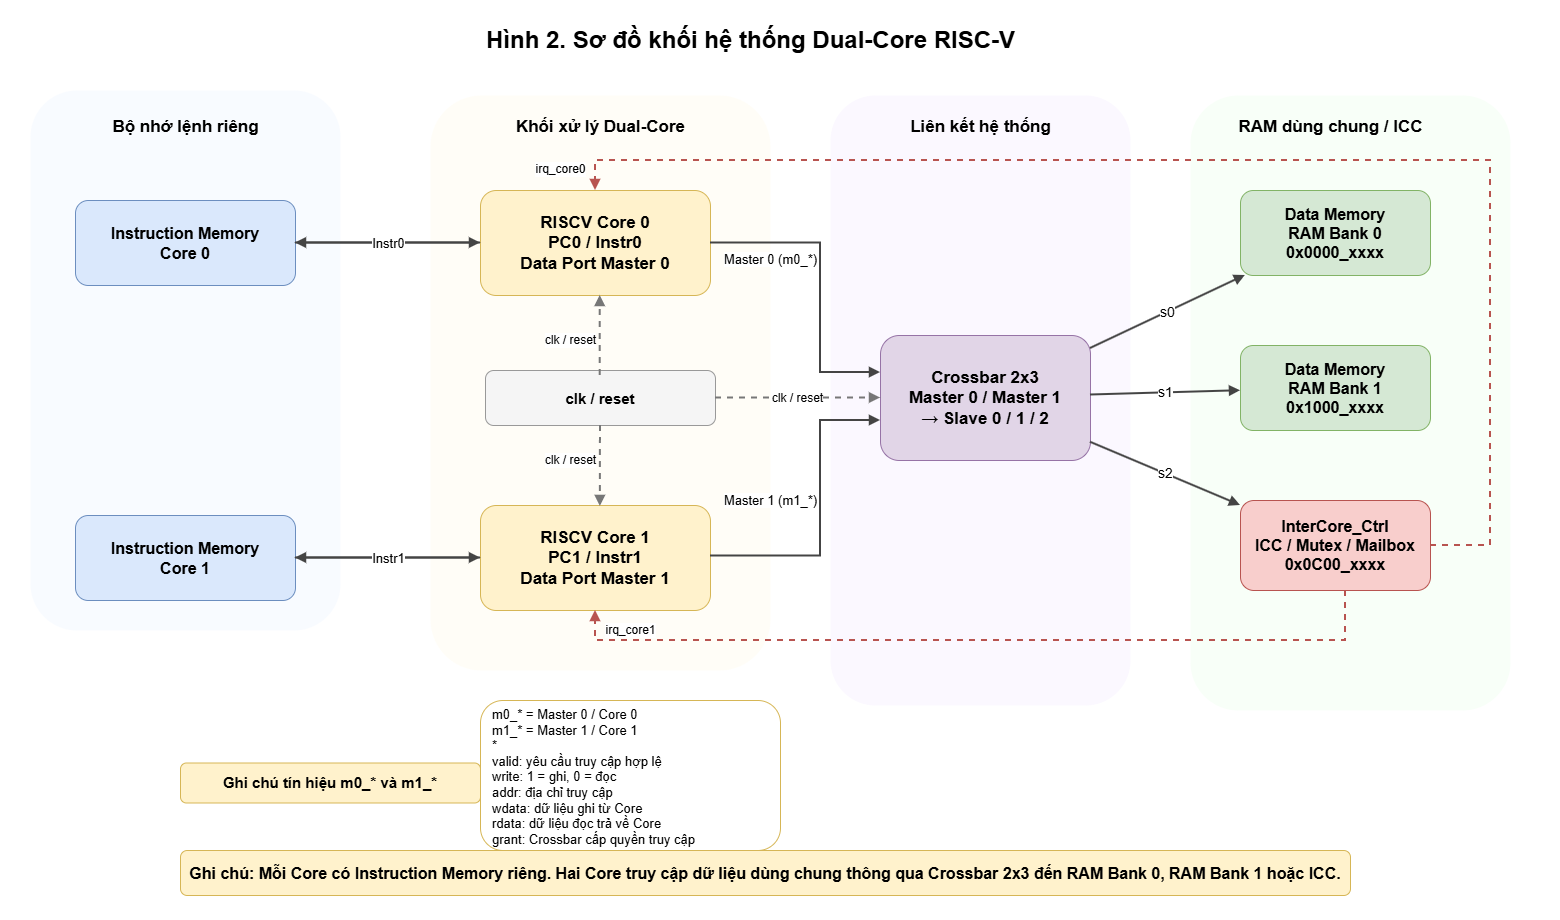 Hình 2. Sơ đồ khối hệ thống Dual-Core RISC-V
Bộ nhớ lệnh riêng
Khối xử lý Dual-Core
Liên kết hệ thống
RAM dùng chung / ICC
irq_core0
Instruction Memory
Core 0
Instr0
RISCV Core 0
PC0 / Instr0
Data Port Master 0
Master 0 (m0_*)
Data Memory
RAM Bank 0
0x0000_xxxx
s0
clk / reset
clk / reset
clk / reset
clk / reset
Crossbar 2x3
Master 0 / Master 1
→ Slave 0 / 1 / 2
s1
Data Memory
RAM Bank 1
0x1000_xxxx
s2
Master 1 (m1_*)
Instruction Memory
Core 1
Instr1
RISCV Core 1
PC1 / Instr1
Data Port Master 1
InterCore_Ctrl
ICC / Mutex / Mailbox
0x0C00_xxxx
irq_core1
Ghi chú tín hiệu m0_* và m1_*
m0_* = Master 0 / Core 0
m1_* = Master 1 / Core 1
*
valid: yêu cầu truy cập hợp lệ
write: 1 = ghi, 0 = đọc
addr: địa chỉ truy cập
wdata: dữ liệu ghi từ Core
rdata: dữ liệu đọc trả về Core
grant: Crossbar cấp quyền truy cập
Ghi chú: Mỗi Core có Instruction Memory riêng. Hai Core truy cập dữ liệu dùng chung thông qua Crossbar 2x3 đến RAM Bank 0, RAM Bank 1 hoặc ICC.